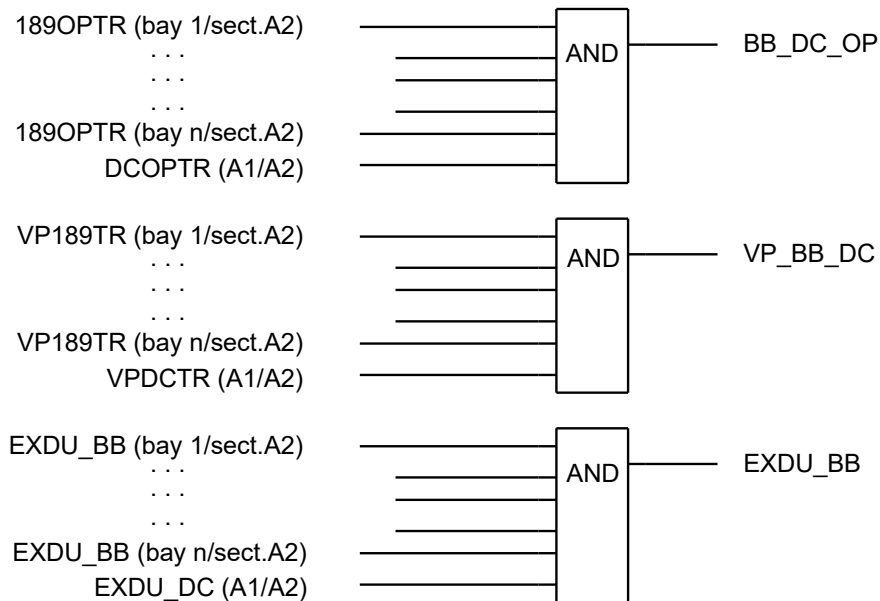 189OPTR (bay 1/sect.A2)
. . .
. . .
. . .
189OPTR (bay n/sect.A2)
DCOPTR (A1/A2)
AND
BB_DC_OP
VP189TR (bay 1/sect.A2)
. . .
. . .
. . .
VP189TR (bay n/sect.A2)
VPDCTR (A1/A2)
AND
VP_BB_DC
EXDU_BB (bay 1/sect.A2)
. . .
. . .
. . .
EXDU_BB (bay n/sect.A2)
EXDU_DC (A1/A2)
AND
EXDU_BB